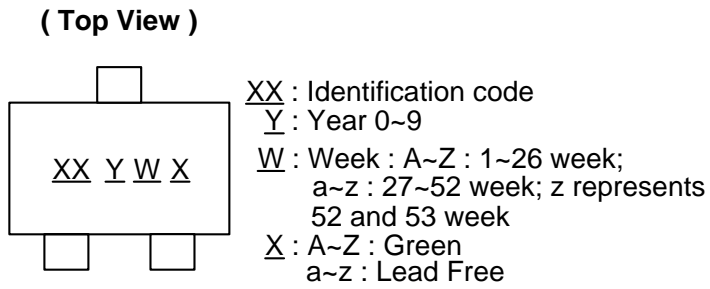 ( Top View )
XX Y W X
XX : Identification code
Y : Year 0~9
W : Week : A~Z : 1~26 week;
a~z : 27~52 week; z represents
52 and 53 week
X : A~Z : Green
a~z : Lead Free